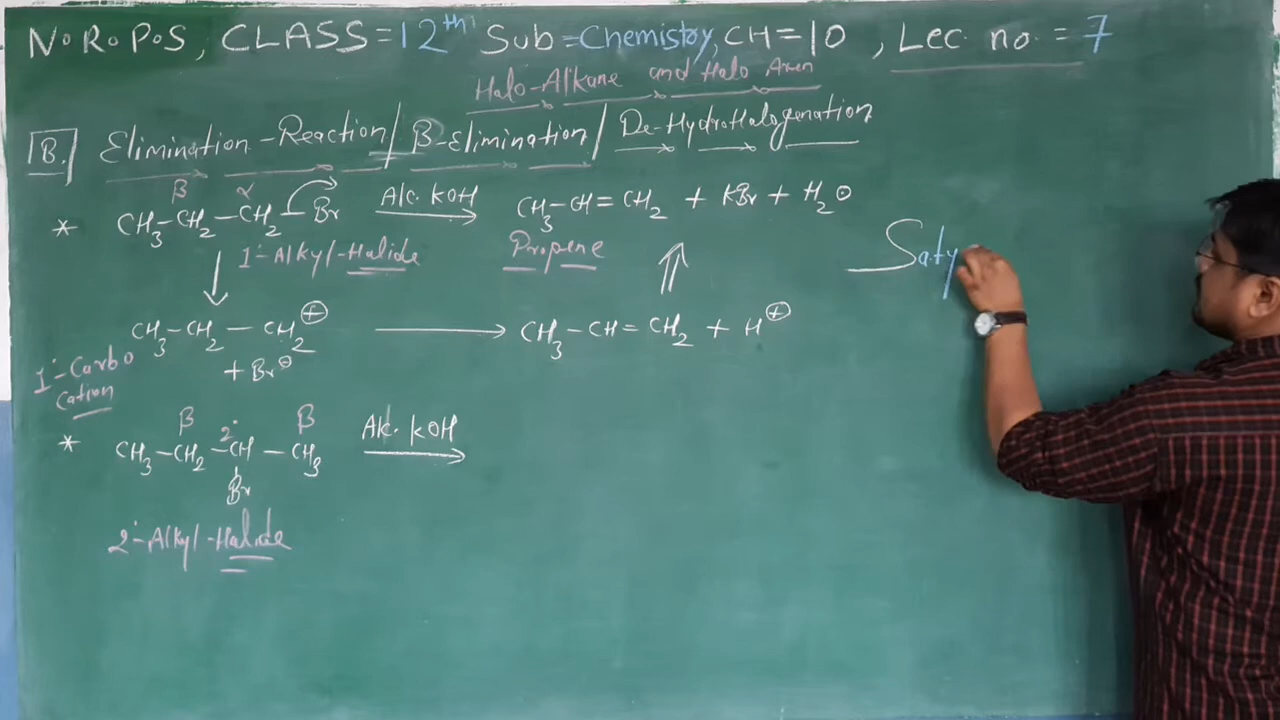 N.R.P.S, CLASS=12th Sub=Chemistry, CH=10, Lec no.=7
Halo-Alkane and Halo Aren
B. Elimination-Reaction/β-Elimination/De-HydroHalogenation
β α
* CH3-CH2-CH2-Br Alc. KOH → CH3-CH=CH2 + KBr + H2O
1°-Alkyl-Halide Propene
Saty
CH3-CH2-CH2⊕ → CH3-CH=CH2 + H⊕
+ Br⊖
1°-Carbo
Cation
β 2° β
* CH3-CH2-CH-CH3 Alc. KOH →
Br
2°-Alkyl-Halide